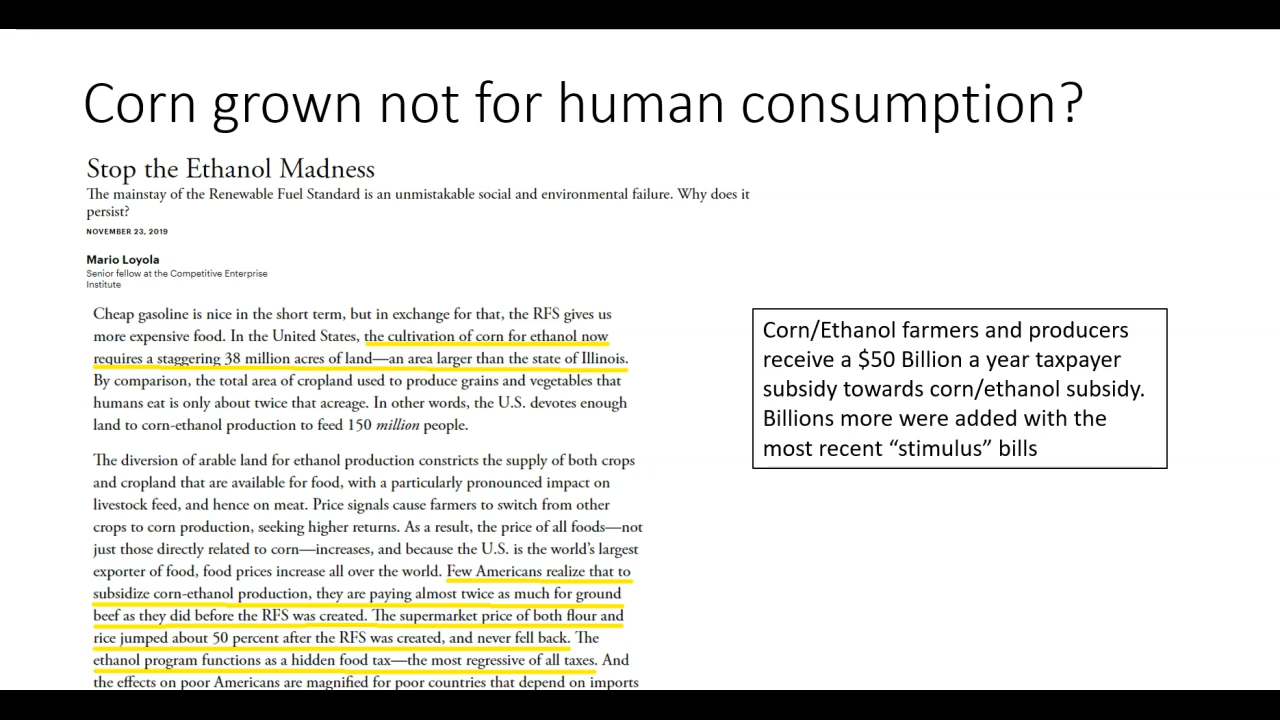 Corn grown not for human consumption?
Stop the Ethanol Madness
The mainstay of the Renewable Fuel Standard is an unmistakable social and environmental failure. Why does it
persist?
NOVEMBER 23, 2019
Mario Loyola
Senior fellow at the Competitive Enterprise
Institute
Cheap gasoline is nice in the short term, but in exchange for that, the RFS gives us
more expensive food. In the United States, the cultivation of corn for ethanol now
requires a staggering 38 million acres of land—an area larger than the state of Illinois.
By comparison, the total area of cropland used to produce grains and vegetables that
humans eat is only about twice that acreage. In other words, the U.S. devotes enough
land to corn-ethanol production to feed 150 million people.
The diversion of arable land for ethanol production constricts the supply of both crops
and cropland that are available for food, with a particularly pronounced impact on
livestock feed, and hence on meat. Price signals cause farmers to switch from other
crops to corn production, seeking higher returns. As a result, the price of all foods—not
just those directly related to corn—increases, and because the U.S. is the world's largest
exporter of food, food prices increase all over the world. Few Americans realize that to
subsidize corn-ethanol production, they are paying almost twice as much for ground
beef as they did before the RFS was created. The supermarket price of both flour and
rice jumped about 50 percent after the RFS was created, and never fell back. The
ethanol program functions as a hidden food tax—the most regressive of all taxes. And
the effects on poor Americans are magnified for poor countries that depend on imports
Corn/Ethanol farmers and producers
receive a $50 Billion a year taxpayer
subsidy towards corn/ethanol subsidy.
Billions more were added with the
most recent “stimulus” bills